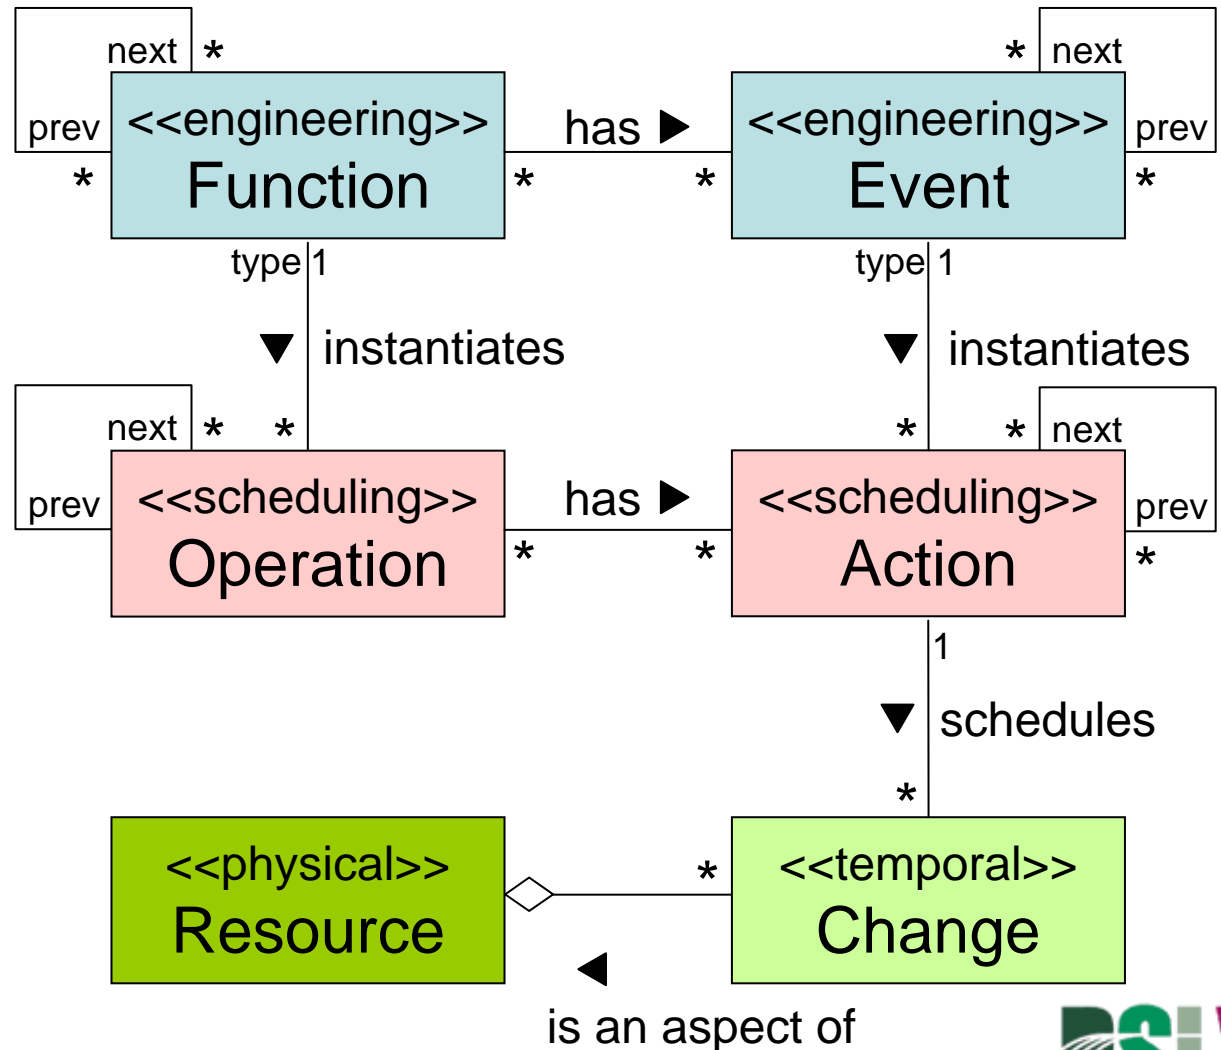 next * * next
prev <<engineering>> has ▶ <<engineering>> prev
* Function * * Event *
type 1 type 1
▼ instantiates ▼ instantiates
next * * * * next
prev <<scheduling>> has ▶ <<scheduling>> prev
Operation * * Action *
1
▼ schedules
*
<<physical>> * <<temporal>>
Resource Change
◀
is an aspect of